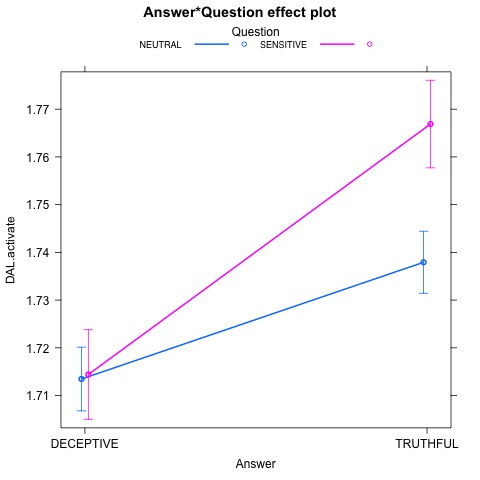 Answer*Question effect plot
Question
NEUTRAL SENSITIVE
1.77
1.76
1.75
1.74
1.73
1.72
1.71
DAL.activate
DECEPTIVE TRUTHFUL
Answer